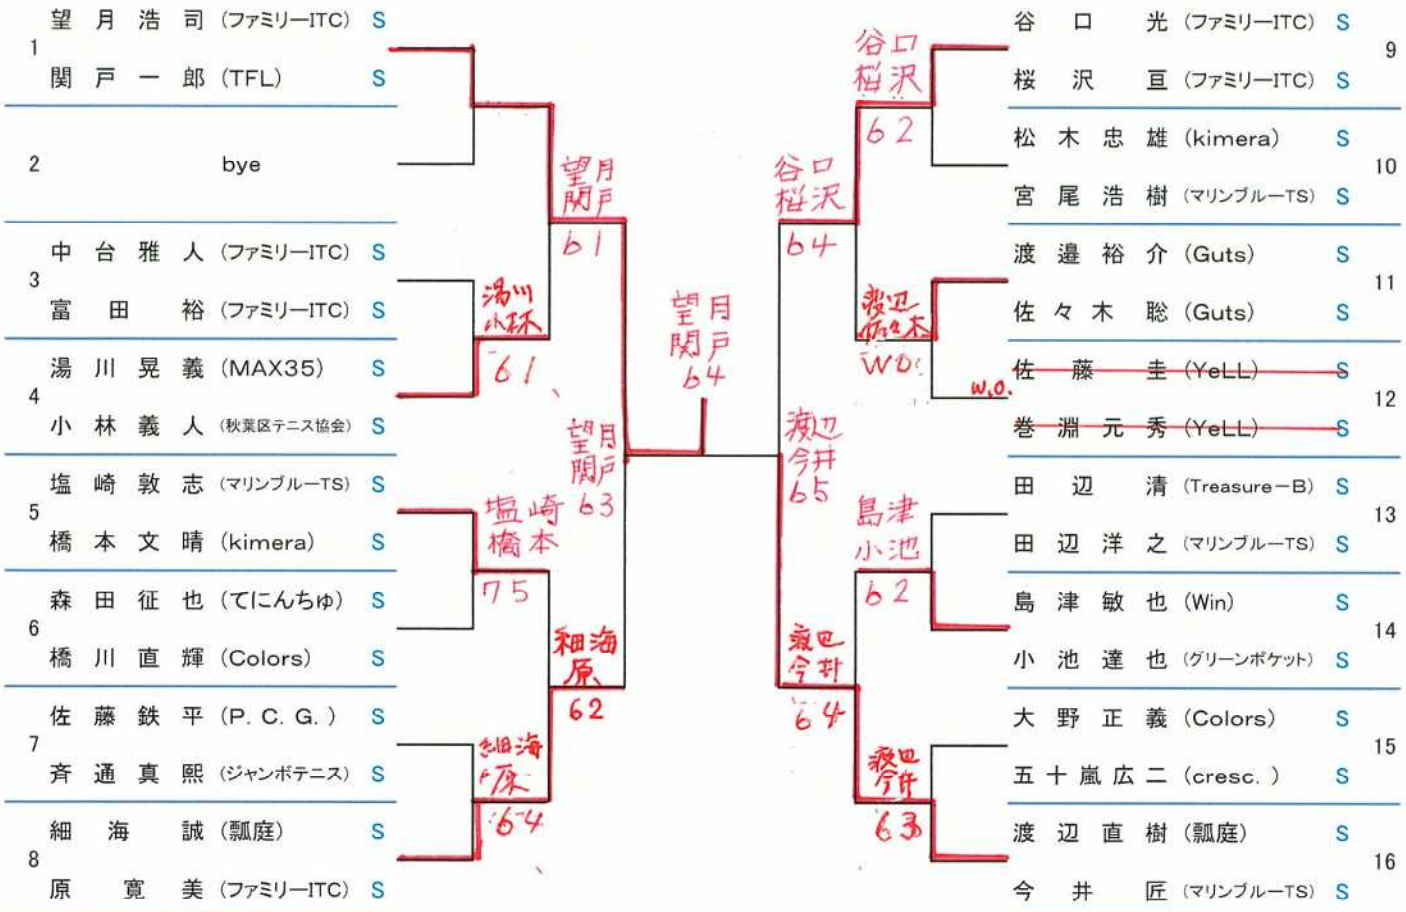 望月浩司 (ファミリーITC) S
1
関戸一郎 (TFL) S
2 bye
中台雅人 (ファミリーITC) S
3
富田裕 (ファミリーITC) S
湯川晃義 (MAX35) S
4
小林義人 (秋葉区テニス協会) S
塩崎敦志 (マリンブルーTS) S
5
橋本文晴 (kimera) S
森田征也 (てにんちゅ) S
6
橋川直輝 (Colors) S
佐藤鉄平 (P.C.G.) S
7
斉通真熙 (ジャンボテニス) S
細海誠 (瓢庭) S
8
原寛美 (ファミリーITC) S
湯川
小林
61
塩崎
橋本
75
細海
原
64
望月
関戸
61
細海
原
62
望月
関戸
63
望月
関戸
64
渡辺
今井
65
谷口
桜沢
64
渡辺
今井
64
谷口
桜沢
62
渡辺
佐々木
WO
島津
小池
62
渡辺
今井
63
谷口光 (ファミリーITC) S
9
桜沢亘 (ファミリーITC) S
松木忠雄 (kimera) S
10
宮尾浩樹 (マリンブルーTS) S
渡邉裕介 (Guts) S
11
佐々木聡 (Guts) S
佐藤圭 (YeLL) S
w.o. 12
巻淵元秀 (YeLL) S
田辺清 (Treasure-B) S
13
田辺洋之 (マリンブルーTS) S
島津敏也 (Win) S
14
小池達也 (グリーンポケット) S
大野正義 (Colors) S
15
五十嵐広二 (cresc.) S
渡辺直樹 (瓢庭) S
16
今井匠 (マリンブルーTS) S